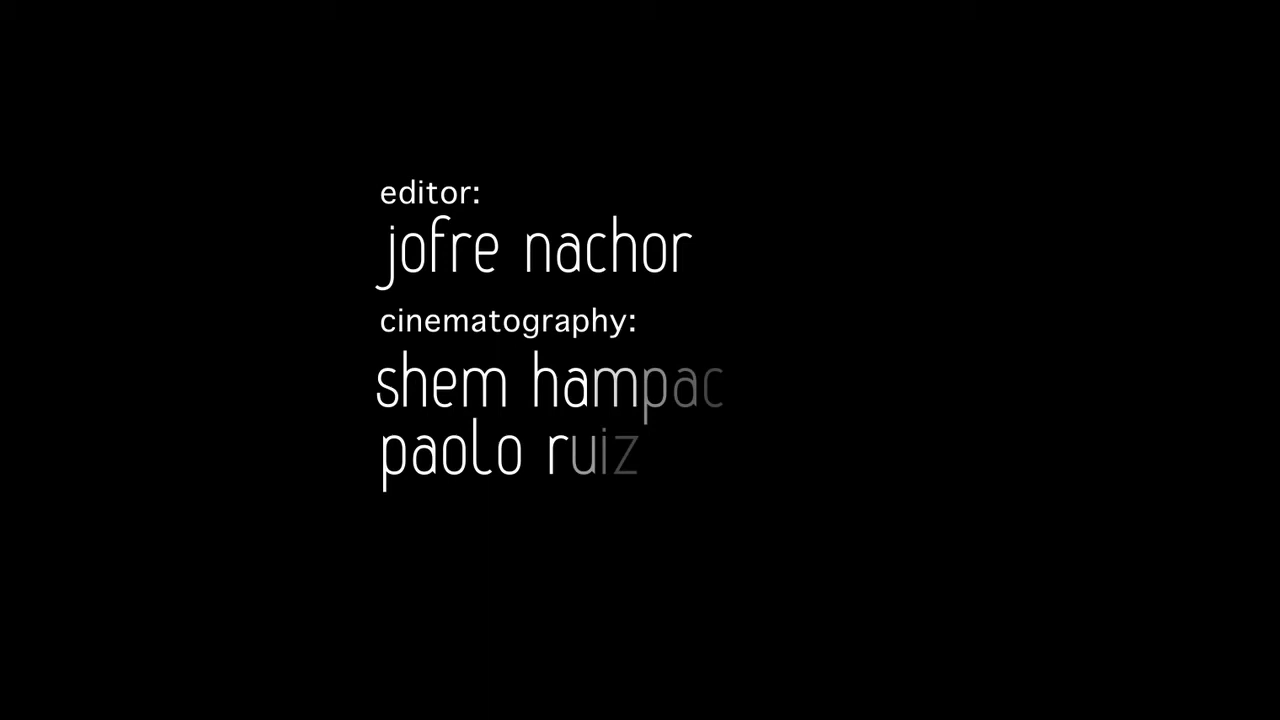 editor:
jofre nachor
cinematography:
shem hampac
paolo ruiz